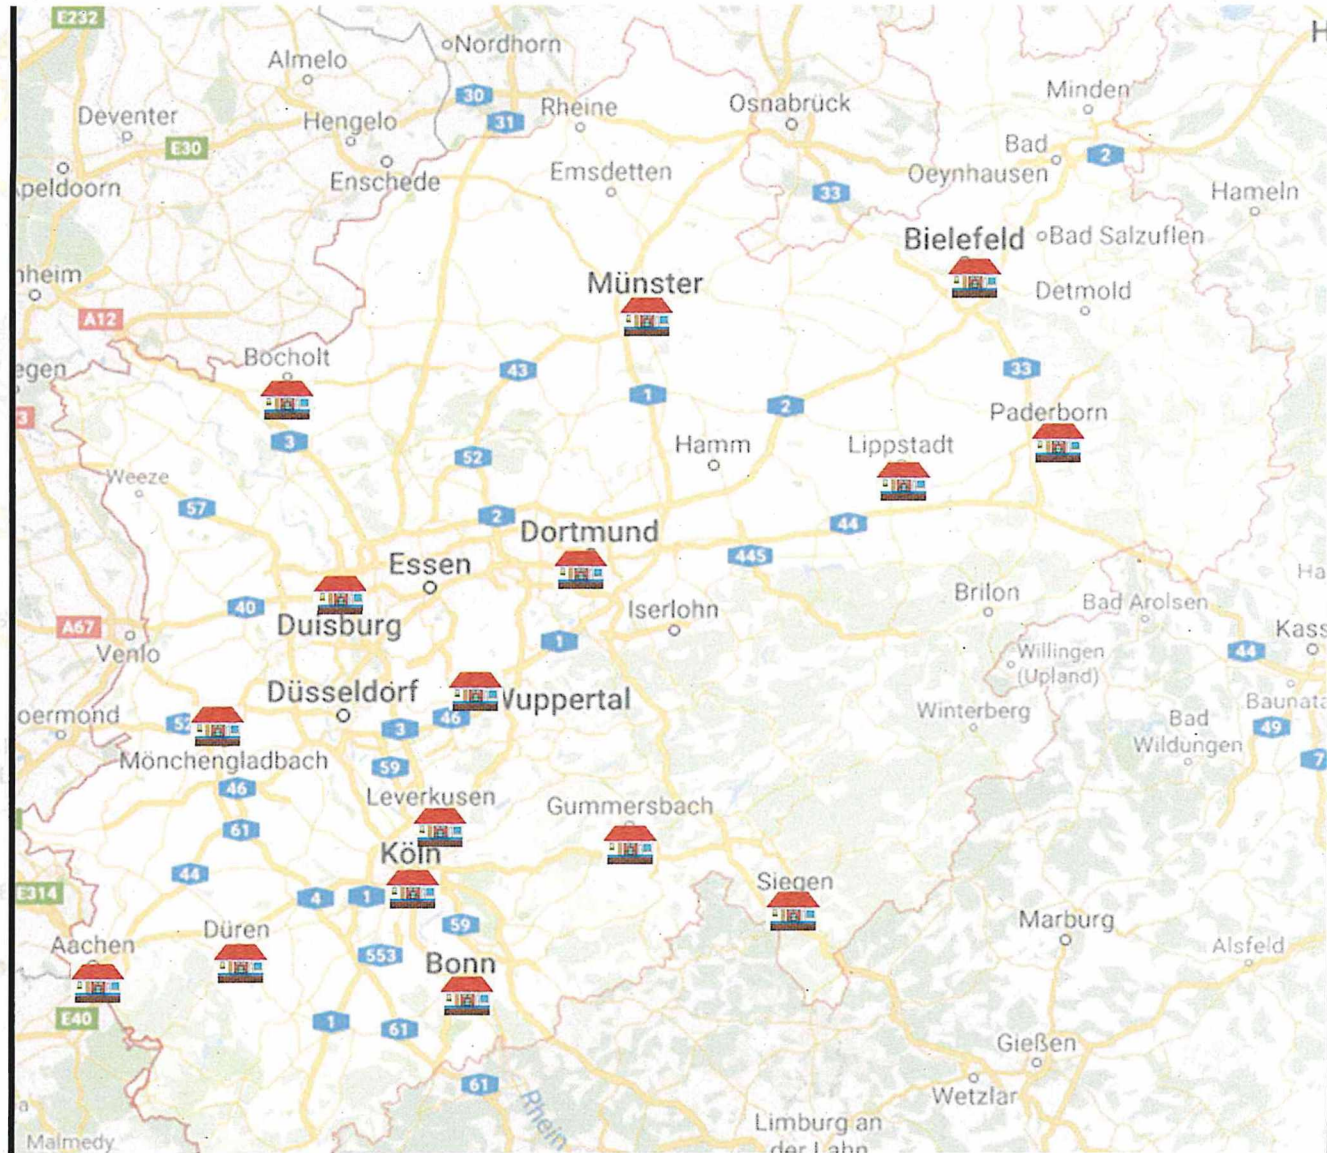 E232
Nordhorn
Almelo
30
31
Rheine
Osnabrück
Minden
Deventer
Hengelo
E30
2
Bad
Oeynhausen
Enschede
Emsdetten
33
Hameln
peldoorn
Bielefeld
Bad Salzuflen
heim
Münster
Detmold
A12
Bocholt
egen
43
33
1
2
Paderborn
3
3
Hamm
Lippstadt
52
Weeze
57
2
44
Dortmund
445
Essen
Brilon
Bad Arolsen
Ha
40
Iserlohn
Duisburg
A67
Venlo
1
Kass
44
Willingen
(Upland)
Düsseldorf
Wuppertal
oermond
52
46
3
Winterberg
Bad
Wildungen
Baunata
49
Mönchengladbach
59
7
46
Leverkusen
Gummersbach
61
Köln
44
4
1
Siegen
E314
59
Marburg
Düren
Aachen
553
Alsfeld
Bonn
E40
1
61
Gießen
61
Wetzlar
Rhein
Limburg an
der Lahn
Malmedy